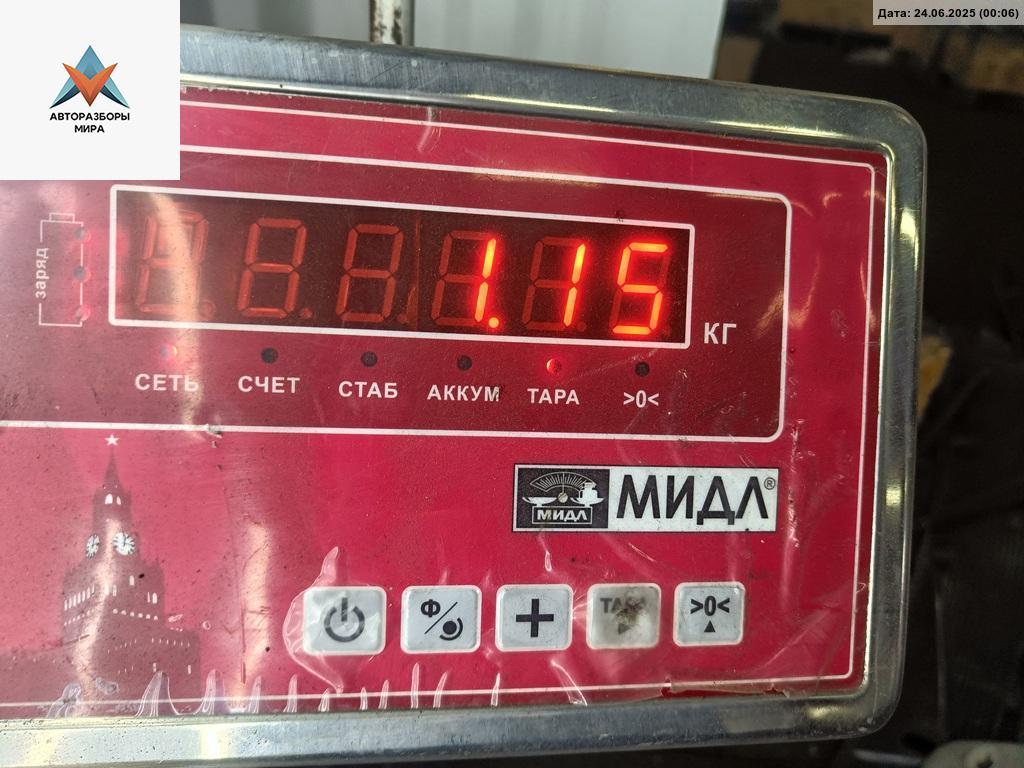 Дата: 24.06.2025 (00:06)
АВТОРАЗБОРЫ
МИРА
заряд
1.15
КГ
СЕТЬ СЧЕТ СТАБ АККУМ ТАРА >0<
МИДЛ МИДЛ®
Ф/
+
ТАРА
>0<